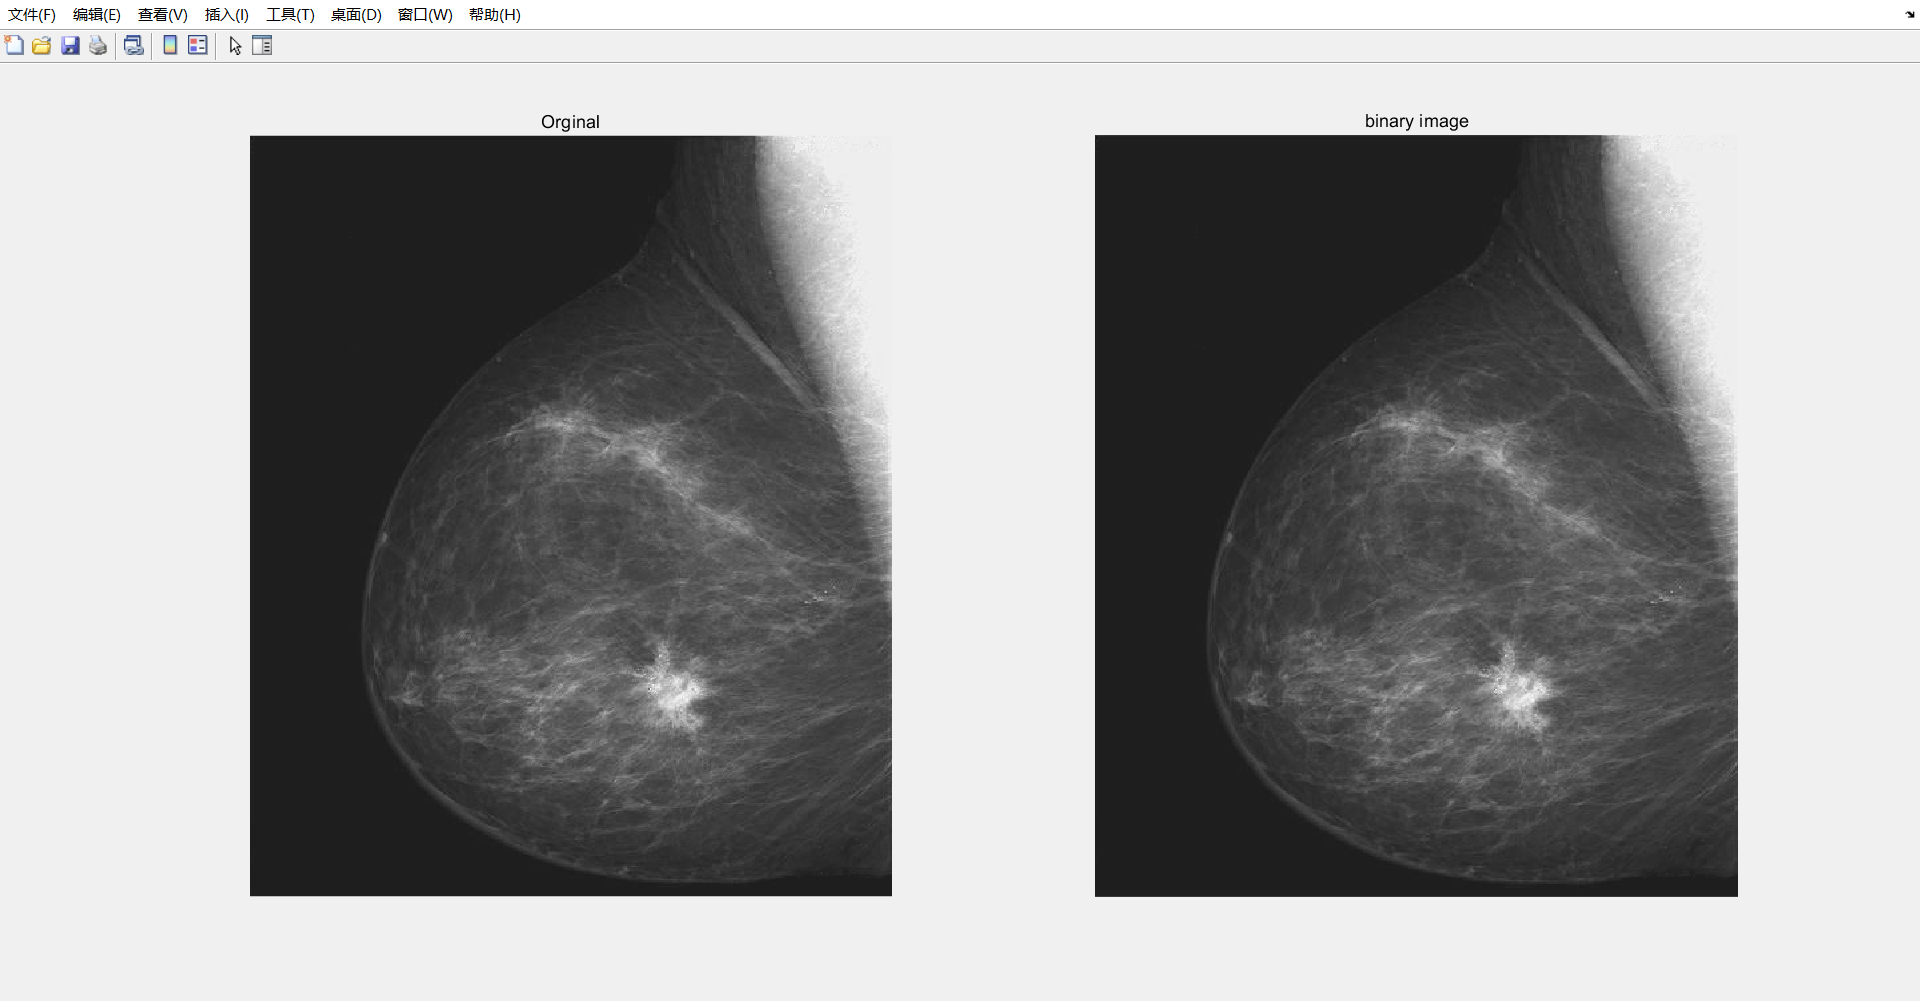 文件(F) 编辑(E) 查看(V) 插入(I) 工具(T) 桌面(D) 窗口(W) 帮助(H)
Orginal
binary image